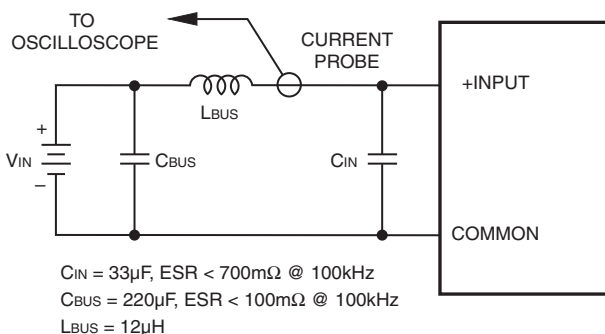 TO
OSCILLOSCOPE
CURRENT
PROBE
+INPUT
LBUS
+
VIN
–
CBUS
CIN
COMMON
CIN = 33µF, ESR < 700mΩ @ 100kHz
CBUS = 220µF, ESR < 100mΩ @ 100kHz
LBUS = 12µH